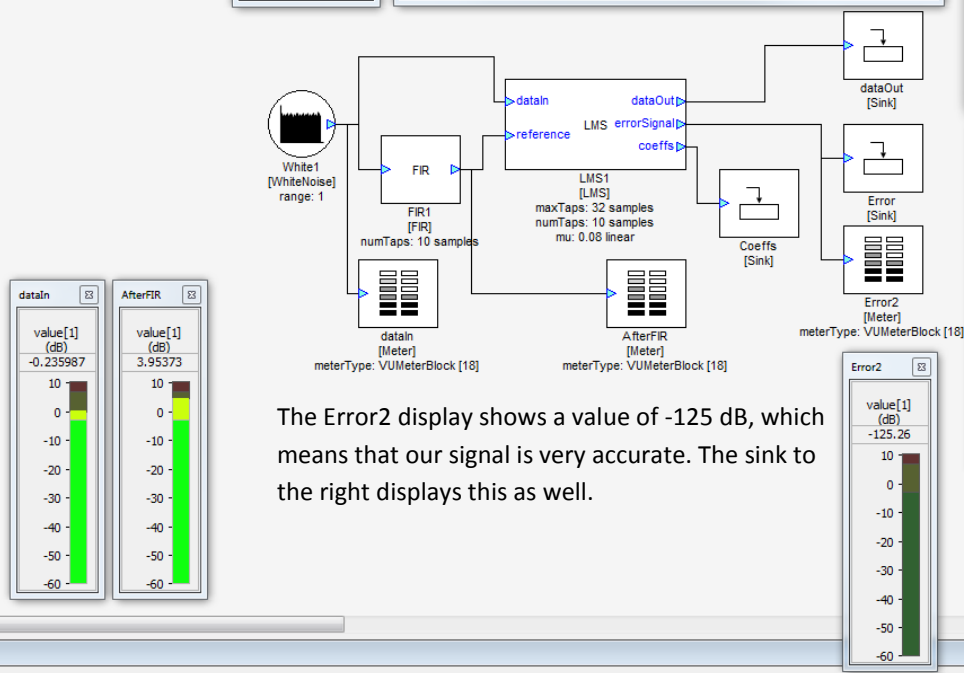 dataOut
[Sink]
dataIn
dataOut
LMS
errorSignal
reference
coeffs
White1
[WhiteNoise]
range: 1
FIR
FIR1
[FIR]
numTaps: 10 samples
LMS1
[LMS]
maxTaps: 32 samples
numTaps: 10 samples
mu: 0.08 linear
Error
[Sink]
Coeffs
[Sink]
dataIn
[Meter]
meterType: VUMeterBlock [18]
AfterFIR
[Meter]
meterType: VUMeterBlock [18]
Error2
[Meter]
meterType: VUMeterBlock [18]
dataIn
value[1]
(dB)
-0.235987
10
0
-10
-20
-30
-40
-50
-60
AfterFIR
value[1]
(dB)
3.95373
10
0
-10
-20
-30
-40
-50
-60
The Error2 display shows a value of -125 dB, which
means that our signal is very accurate. The sink to
the right displays this as well.
Error2
value[1]
(dB)
-125.26
10
0
-10
-20
-30
-40
-50
-60